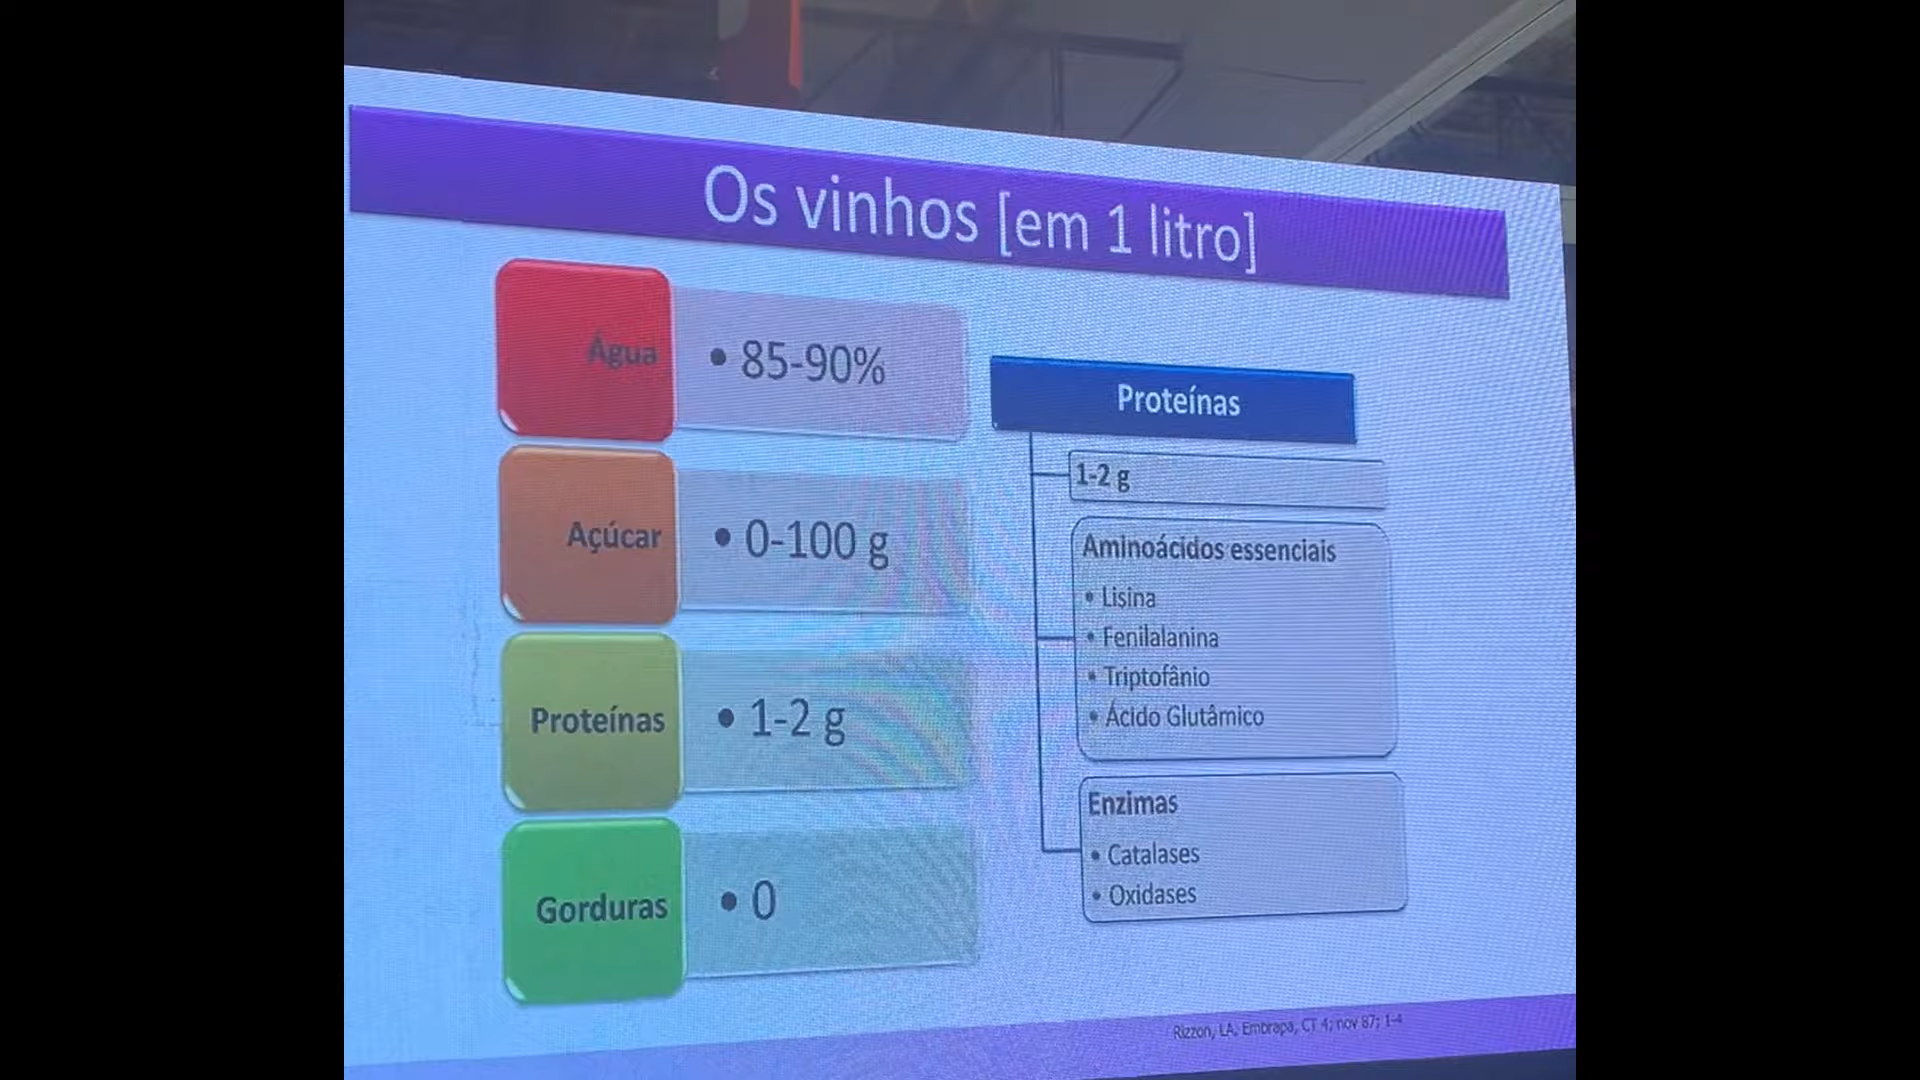 Os vinhos [em 1 litro]
Água
• 85-90%
Açúcar
• 0-100 g
Proteínas
• 1-2 g
Gorduras
• 0
Proteínas
1-2 g
Aminoácidos essenciais
• Lisina
• Fenilalanina
• Triptofânio
• Ácido Glutâmico
Enzimas
• Catalases
• Oxidases
Rizzon, LA, Embrapa, CT 4; nov 87; 1-4